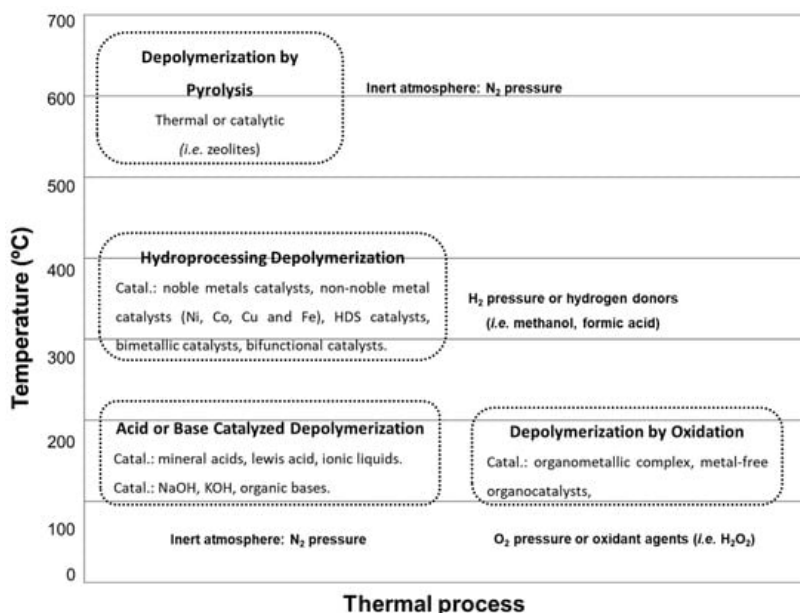 700
600
500
400
300
200
100
0
Temperature (ºC)
Depolymerization by
Pyrolysis
Thermal or catalytic
(i.e. zeolites)
Inert atmosphere: N₂ pressure
Hydroprocessing Depolymerization
Catal.: noble metals catalysts, non-noble metal
catalysts (Ni, Co, Cu and Fe), HDS catalysts,
bimetallic catalysts, bifunctional catalysts.
H₂ pressure or hydrogen donors
(i.e. methanol, formic acid)
Acid or Base Catalyzed Depolymerization
Catal.: mineral acids, lewis acid, ionic liquids.
Catal.: NaOH, KOH, organic bases.
Inert atmosphere: N₂ pressure
Depolymerization by Oxidation
Catal.: organometallic complex, metal-free
organocatalysts,
O₂ pressure or oxidant agents (i.e. H₂O₂)
Thermal process